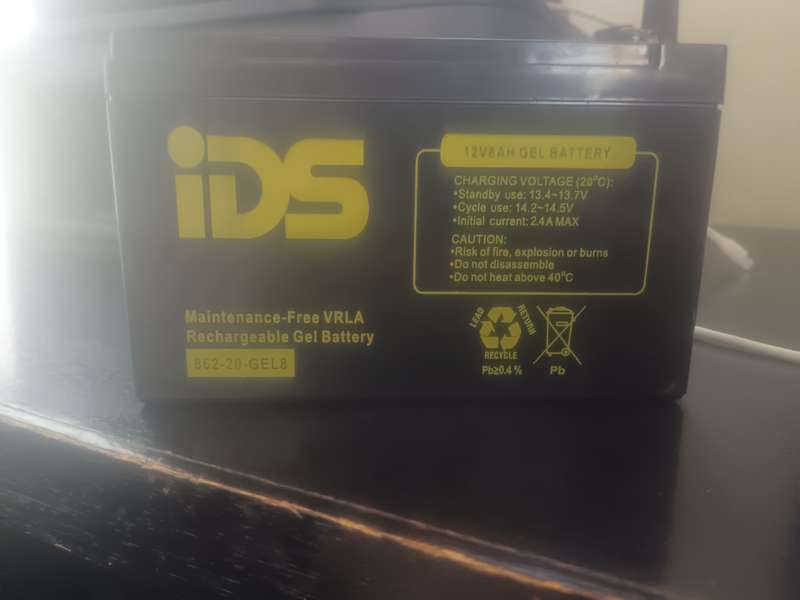 iDS
12V8AH GEL BATTERY
CHARGING VOLTAGE (20°C):
•Standby use: 13.4~13.7V
•Cycle use: 14.2~14.5V
•Initial current: 2.4A MAX
CAUTION:
•Risk of fire, explosion or burns
•Do not disassemble
•Do not heat above 40°C
Maintenance-Free VRLA
Rechargeable Gel Battery
862-20-GEL8
LEAD RETURN
RECYCLE
Pb≥0.4 %
Pb